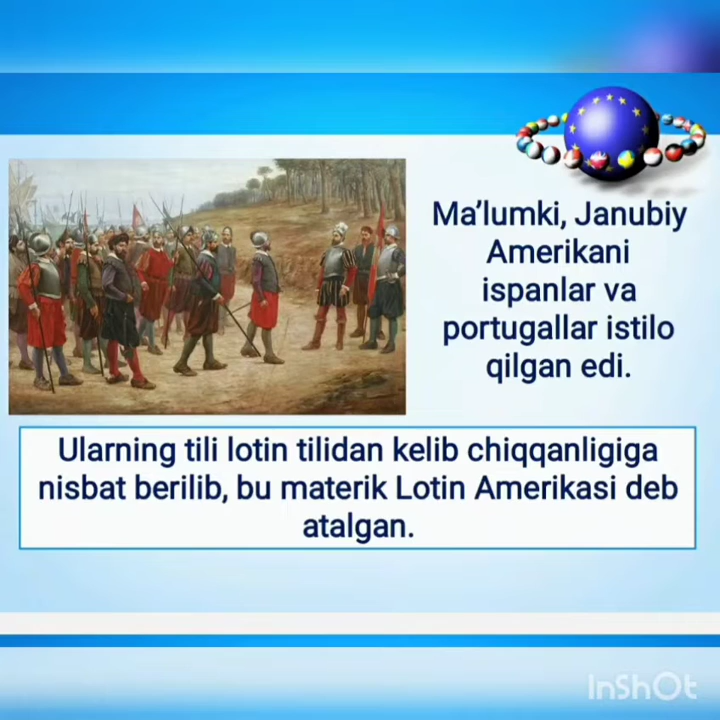 Ma’lumki, Janubiy
Amerikani
ispanlar va
portugallar istilo
qilgan edi.
Ularning tili lotin tilidan kelib chiqqanligiga
nisbat berilib, bu materik Lotin Amerikasi deb
atalgan.
InShOt